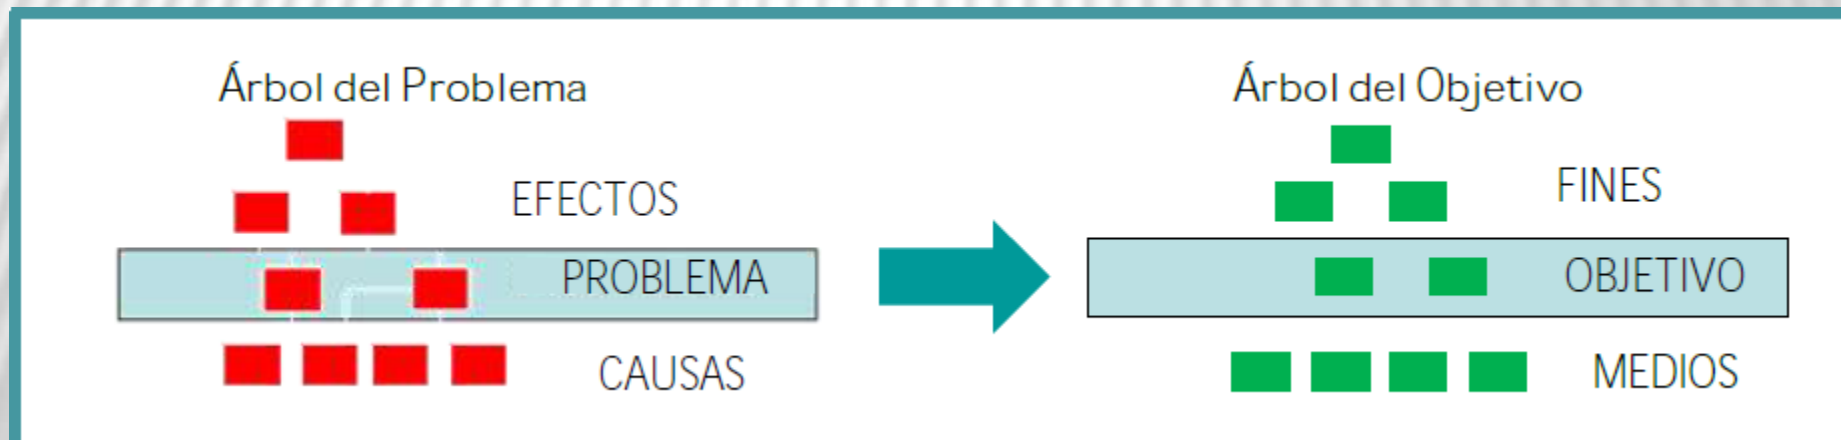 Árbol del Problema
EFECTOS
PROBLEMA
CAUSAS
Árbol del Objetivo
FINES
OBJETIVO
MEDIOS